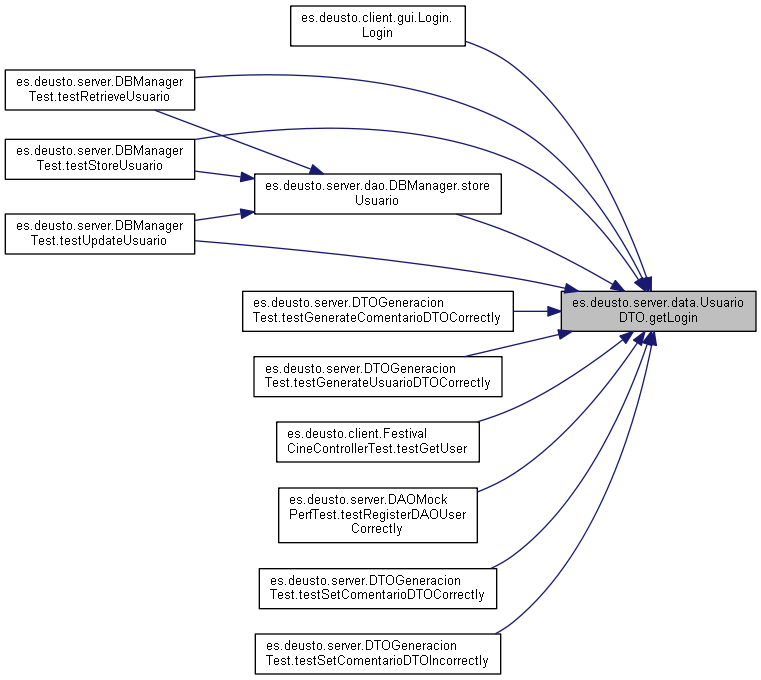 es.deusto.client.gui.Login.
Login
es.deusto.server.DBManager
Test.testRetrieveUsuario
es.deusto.server.DBManager
Test.testStoreUsuario
es.deusto.server.dao.DBManager.store
Usuario
es.deusto.server.DBManager
Test.testUpdateUsuario
es.deusto.server.data.Usuario
DTO.getLogin
es.deusto.server.DTOGeneracion
Test.testGenerateComentarioDTOCorrectly
es.deusto.server.DTOGeneracion
Test.testGenerateUsuarioDTOCorrectly
es.deusto.client.Festival
CineControllerTest.testGetUser
es.deusto.server.DAOMock
PerfTest.testRegisterDAOUser
Correctly
es.deusto.server.DTOGeneracion
Test.testSetComentarioDTOCorrectly
es.deusto.server.DTOGeneracion
Test.testSetComentarioDTOIncorrectly